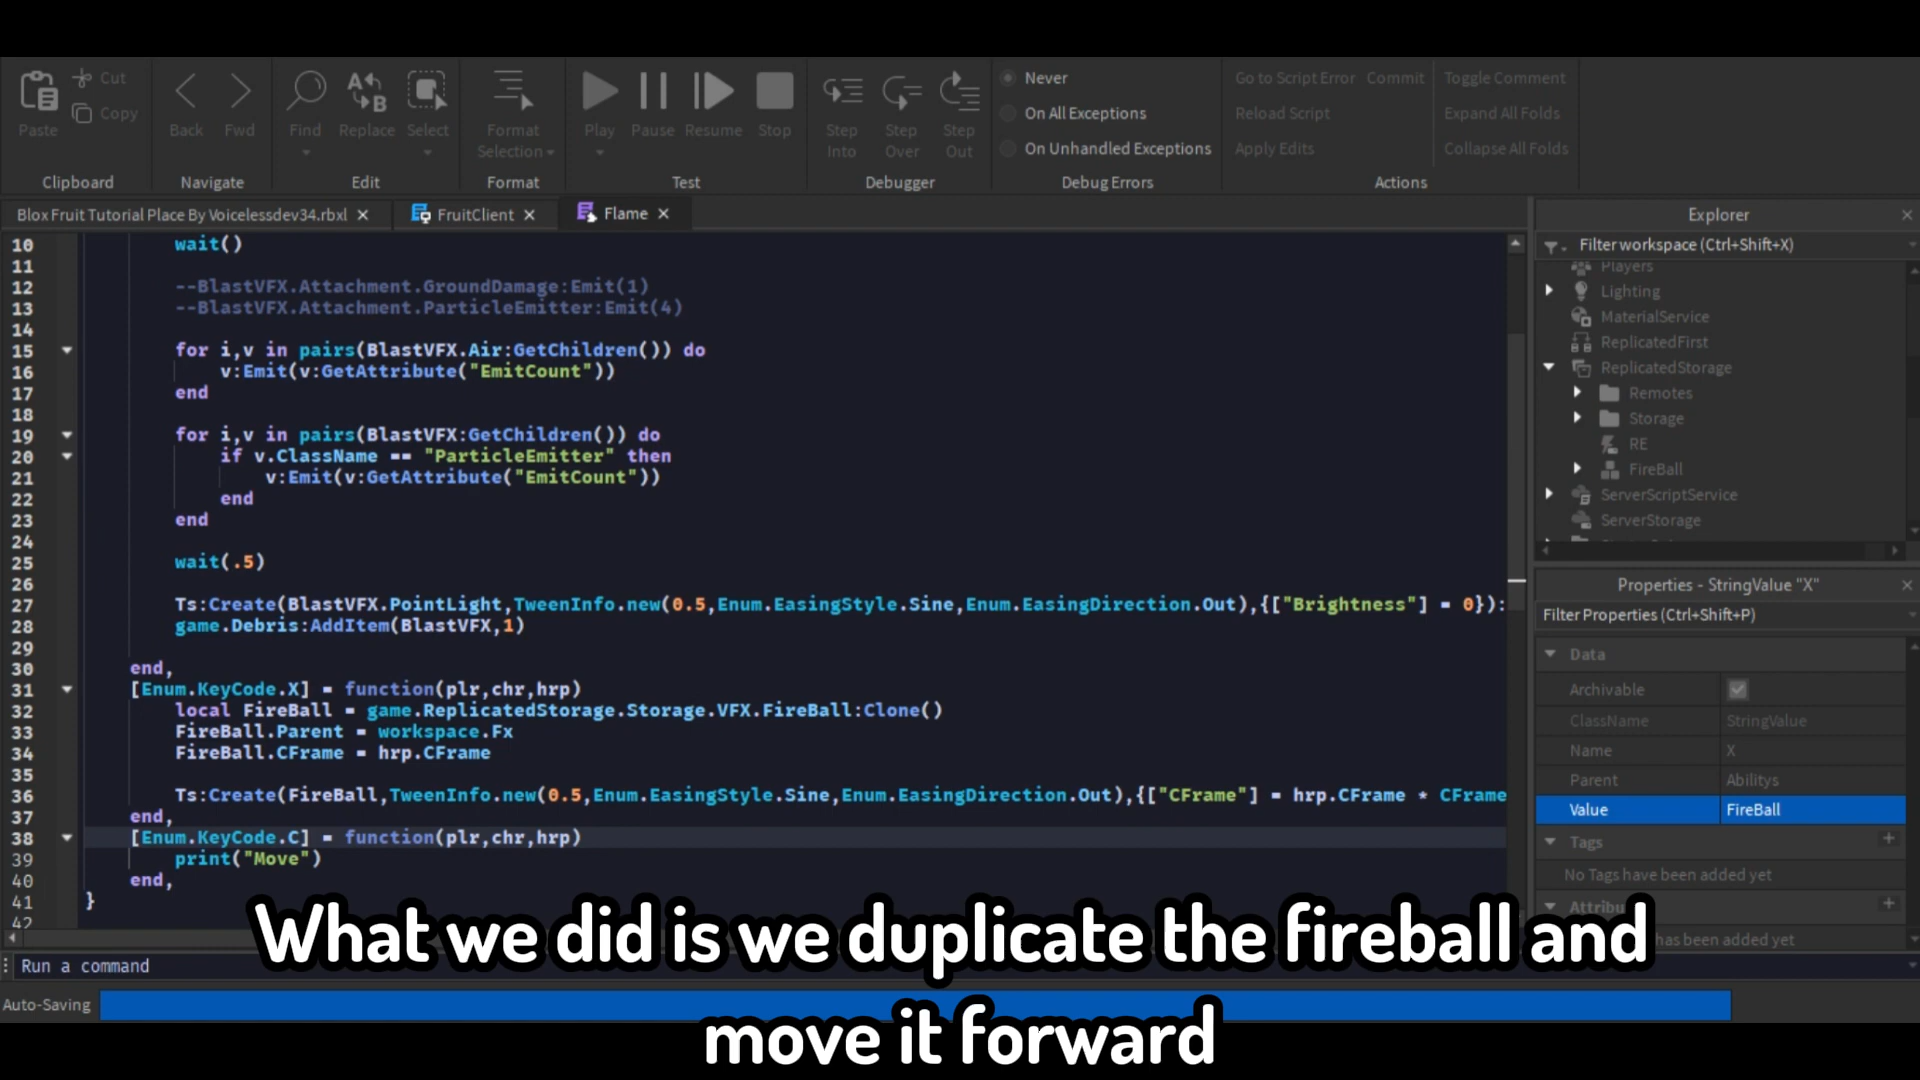 Paste
Cut
Copy
Clipboard
Back
Fwd
Navigate
Find
Replace
Select
Edit
Format
Selection
Format
Play
Pause
Resume
Stop
Test
Step
Into
Step
Over
Step
Out
Debugger
Never
On All Exceptions
On Unhandled Exceptions
Debug Errors
Go to Script Error
Commit
Reload Script
Apply Edits
Toggle Comment
Expand All Folds
Collapse All Folds
Actions
Blox Fruit Tutorial Place By Voicelessdev34.rbxl
FruitClient
Flame
10 wait()
11
12 --BlastVFX.Attachment.GroundDamage:Emit(1)
13 --BlastVFX.Attachment.ParticleEmitter:Emit(4)
14
15 for i,v in pairs(BlastVFX.Air:GetChildren()) do
16 v:Emit(v:GetAttribute("EmitCount"))
17 end
18
19 for i,v in pairs(BlastVFX:GetChildren()) do
20 if v.ClassName == "ParticleEmitter" then
21 v:Emit(v:GetAttribute("EmitCount"))
22 end
23 end
24
25 wait(.5)
26
27 Ts:Create(BlastVFX.PointLight,TweenInfo.new(0.5,Enum.EasingStyle.Sine,Enum.EasingDirection.Out),{["Brightness"] = 0}):
28 game.Debris:AddItem(BlastVFX,1)
29
30 end,
31 [Enum.KeyCode.X] = function(plr,chr,hrp)
32 local FireBall = game.ReplicatedStorage.Storage.VFX.FireBall:Clone()
33 FireBall.Parent = workspace.Fx
34 FireBall.CFrame = hrp.CFrame
35
36 Ts:Create(FireBall,TweenInfo.new(0.5,Enum.EasingStyle.Sine,Enum.EasingDirection.Out),{["CFrame"] = hrp.CFrame * CFrame
37 end,
38 [Enum.KeyCode.C] = function(plr,chr,hrp)
39 print("Move")
40 end,
41 }
42
Run a command
Auto-Saving
Explorer
Filter workspace (Ctrl+Shift+X)
Players
Lighting
MaterialService
ReplicatedFirst
ReplicatedStorage
Remotes
Storage
RE
FireBall
ServerScriptService
ServerStorage
Properties - StringValue "X"
Filter Properties (Ctrl+Shift+P)
Data
Archivable
ClassName StringValue
Name X
Parent Abilitys
Value FireBall
Tags
No Tags have been added yet
Attribu
has been added yet
What we did is we duplicate the fireball and
move it forward